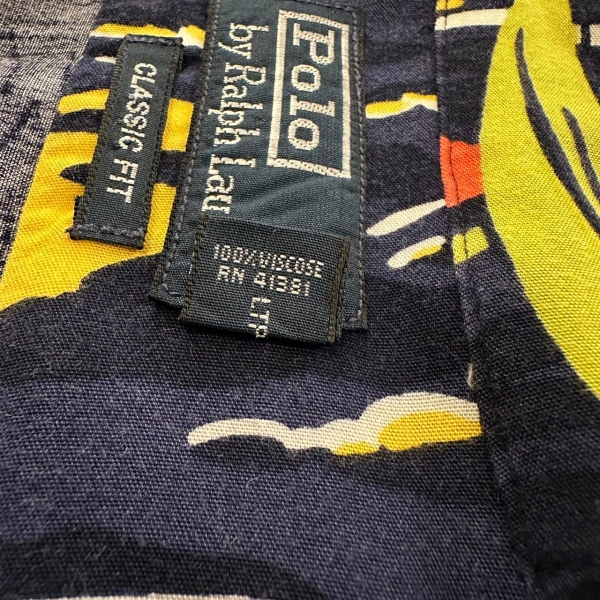 CLASSIC FIT
Polo
by Ralph Lau
100% VISCOSE
RN 41381
LTP